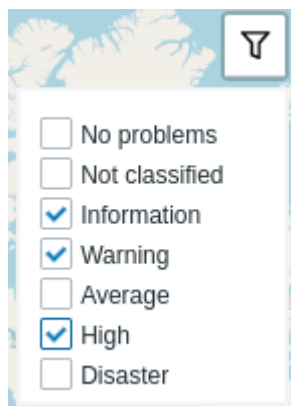 No problems
Not classified
Information
Warning
Average
High
Disaster